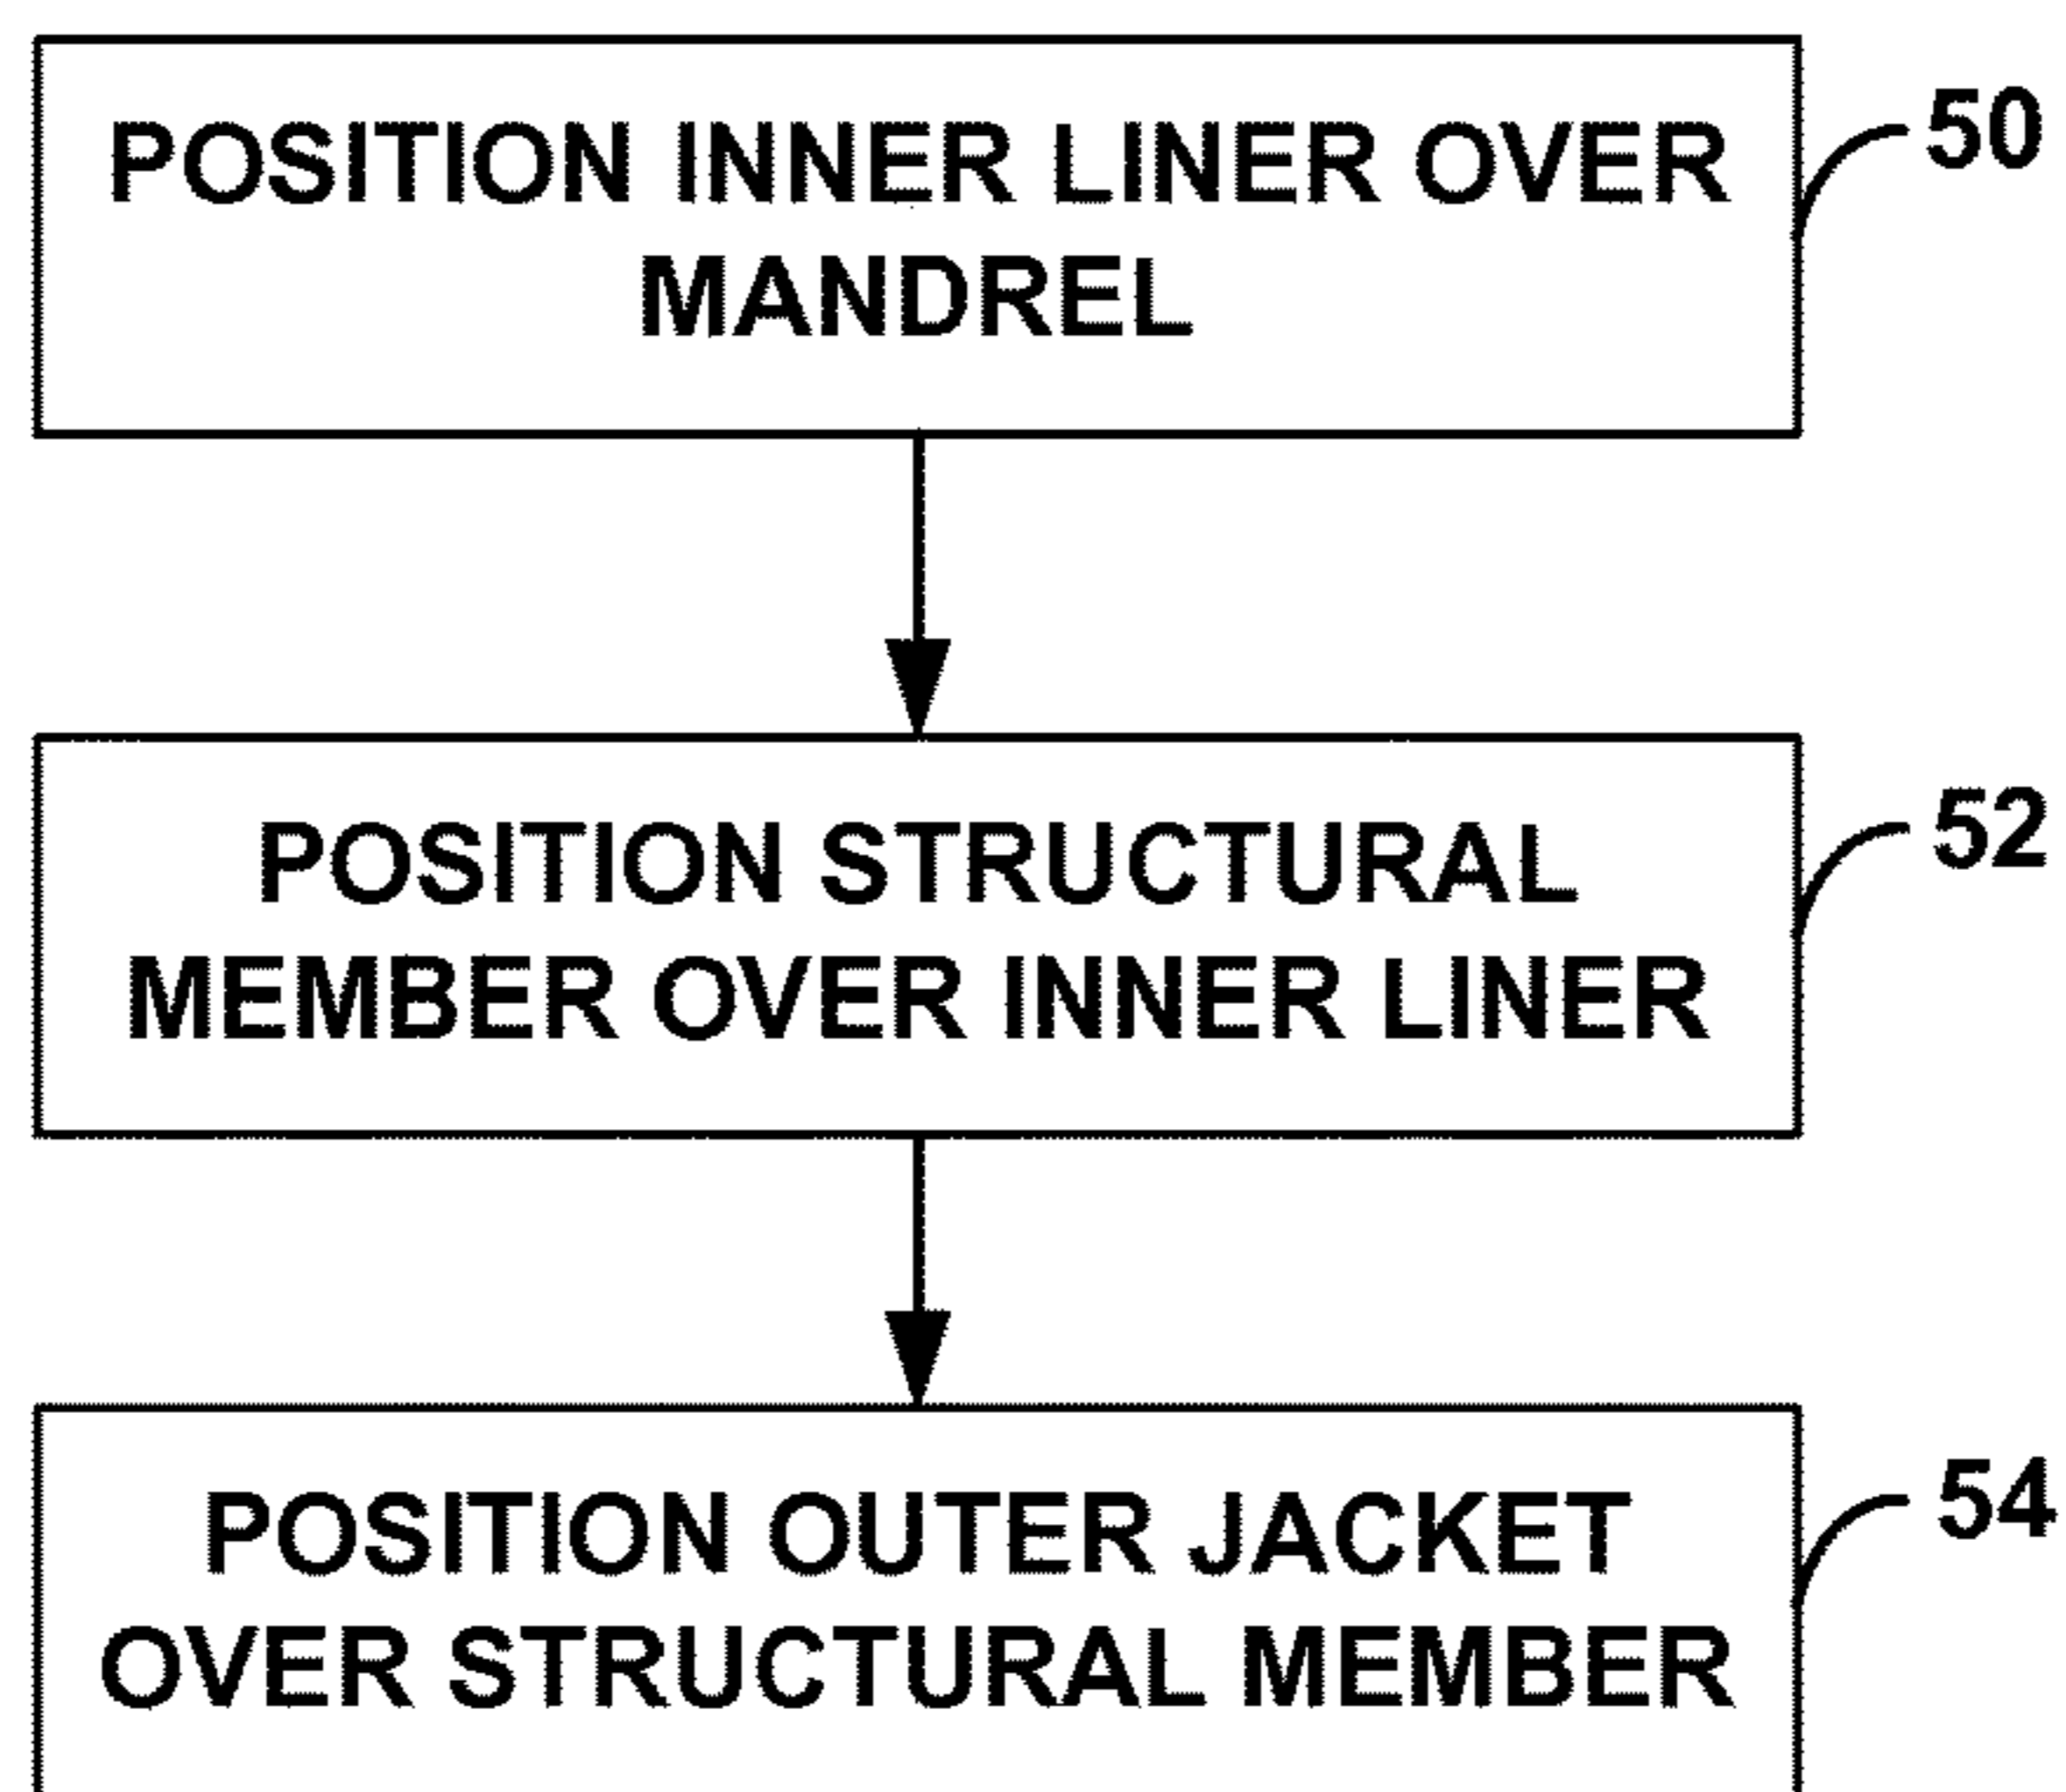 POSITION INNER LINER OVER
MANDREL
50
POSITION STRUCTURAL
MEMBER OVER INNER LINER
52
POSITION OUTER JACKET
OVER STRUCTURAL MEMBER
54